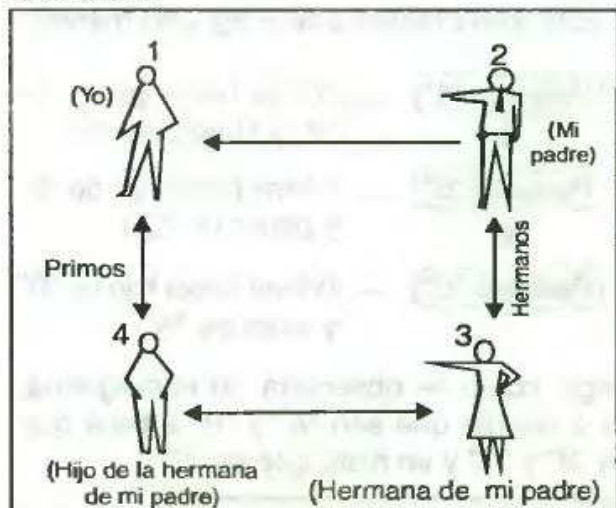 1
(Yo)
2
(Mi
padre)
Primos
Hermanos
4
(Hijo de la hermana
de mi padre)
3
(Hermana de mi padre)